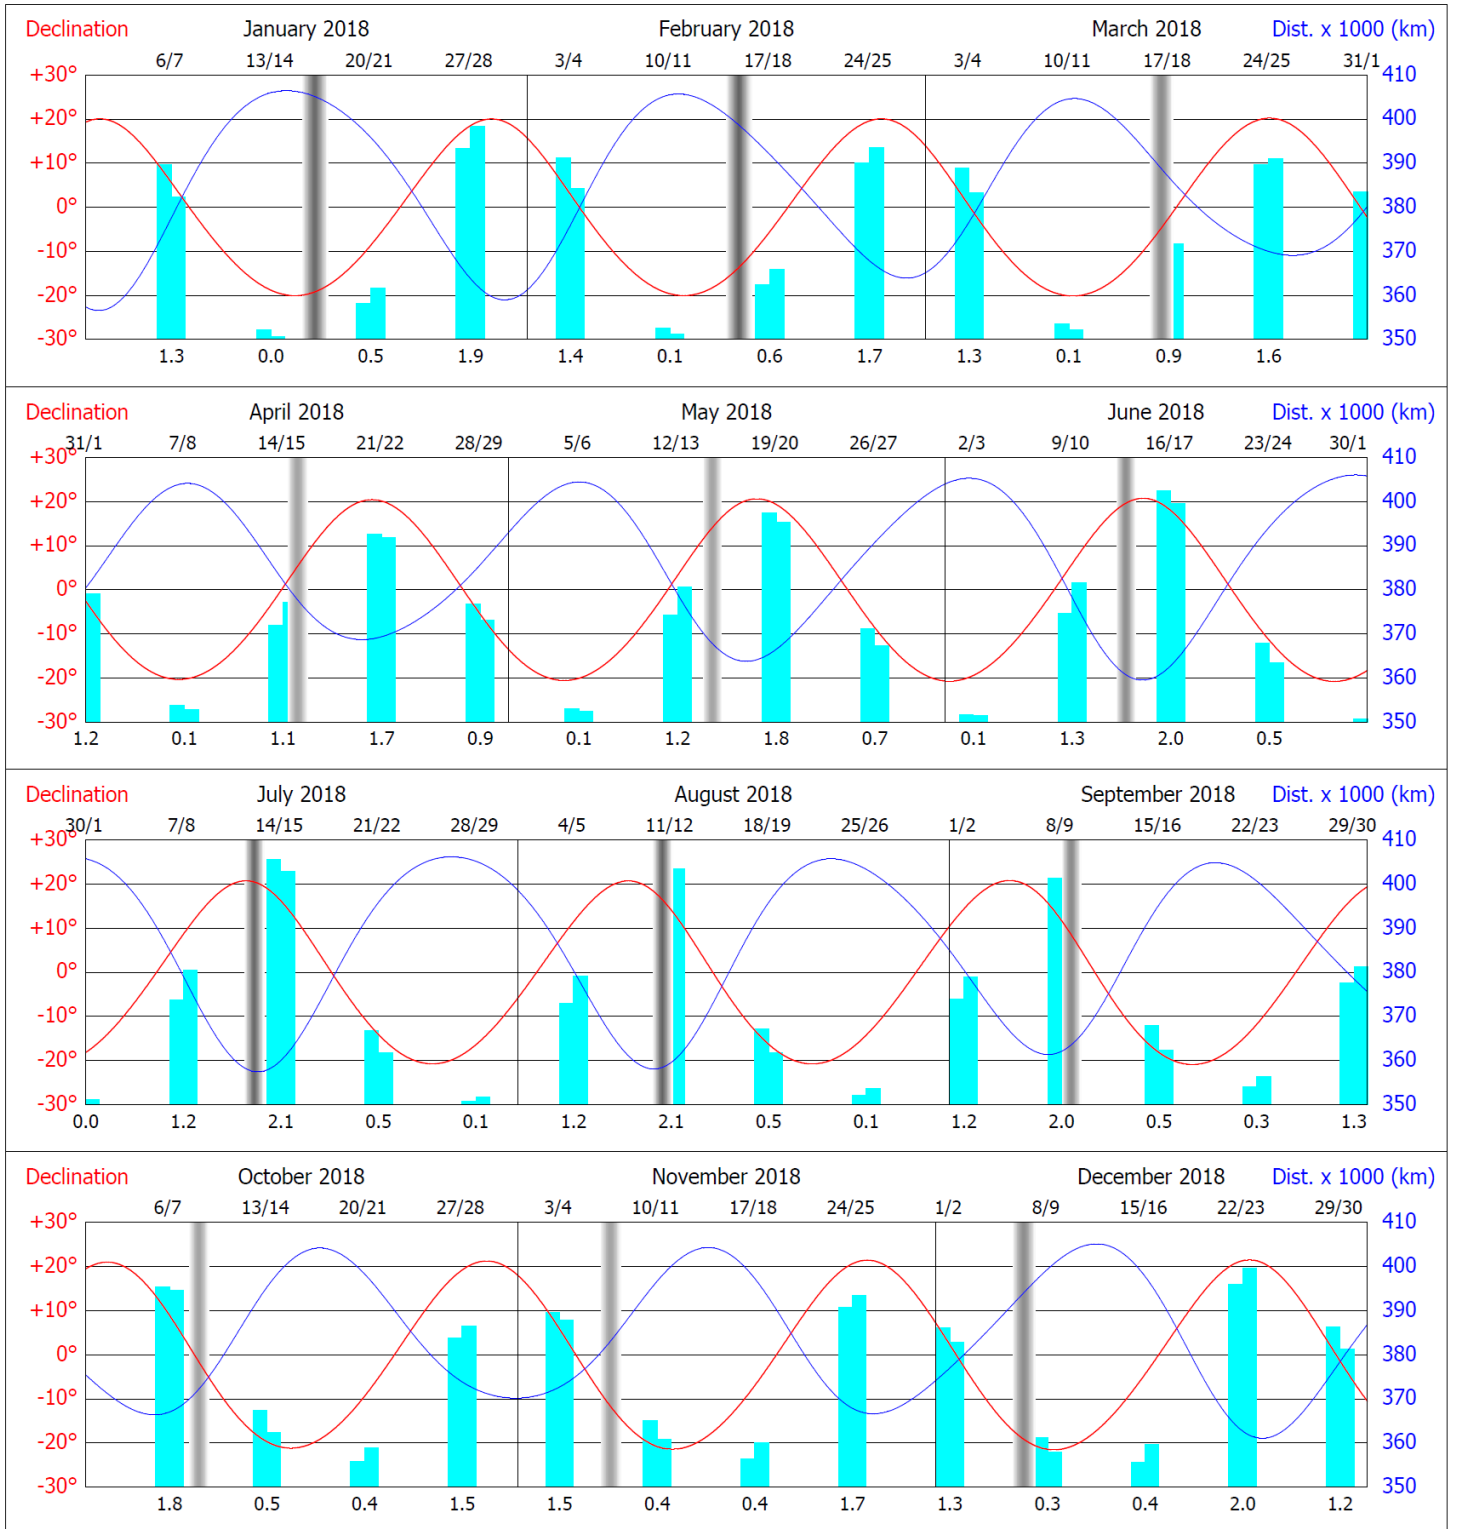 Declination January 2018 February 2018 March 2018 Dist. x 1000 (km)
6/7 13/14 20/21 27/28 3/4 10/11 17/18 24/25 3/4 10/11 17/18 24/25 31/1
+30° 410
+20° 400
+10° 390
0° 380
-10° 370
-20° 360
-30° 350
1.3 0.0 0.5 1.9 1.4 0.1 0.6 1.7 1.3 0.1 0.9 1.6
Declination April 2018 May 2018 June 2018 Dist. x 1000 (km)
31/1 7/8 14/15 21/22 28/29 5/6 12/13 19/20 26/27 2/3 9/10 16/17 23/24 30/1
+30° 410
+20° 400
+10° 390
0° 380
-10° 370
-20° 360
-30° 350
1.2 0.1 1.1 1.7 0.9 0.1 1.2 1.8 0.7 0.1 1.3 2.0 0.5
Declination July 2018 August 2018 September 2018 Dist. x 1000 (km)
30/1 7/8 14/15 21/22 28/29 4/5 11/12 18/19 25/26 1/2 8/9 15/16 22/23 29/30
+30° 410
+20° 400
+10° 390
0° 380
-10° 370
-20° 360
-30° 350
0.0 1.2 2.1 0.5 0.1 1.2 2.1 0.5 0.1 1.2 2.0 0.5 0.3 1.3
Declination October 2018 November 2018 December 2018 Dist. x 1000 (km)
6/7 13/14 20/21 27/28 3/4 10/11 17/18 24/25 1/2 8/9 15/16 22/23 29/30
+30° 410
+20° 400
+10° 390
0° 380
-10° 370
-20° 360
-30° 350
1.8 0.5 0.4 1.5 1.5 0.4 0.4 1.7 1.3 0.3 0.4 2.0 1.2